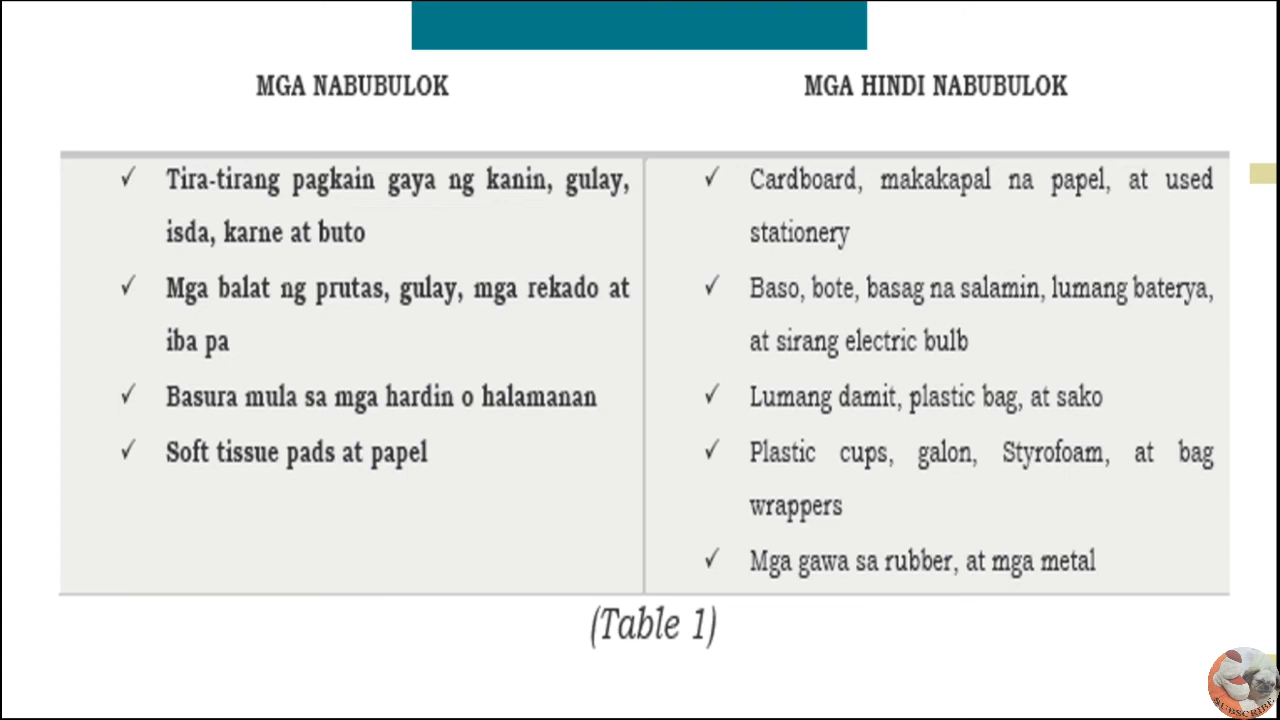 MGA NABUBULOK
MGA HINDI NABUBULOK
✓ Tira-tirang pagkain gaya ng kanin, gulay,
isda, karne at buto
✓ Mga balat ng prutas, gulay, mga rekado at
iba pa
✓ Basura mula sa mga hardin o halamanan
✓ Soft tissue pads at papel
✓ Cardboard, makakapal na papel, at used
stationery
✓ Baso, bote, basag na salamin, lumang baterya,
at sirang electric bulb
✓ Lumang damit, plastic bag, at sako
✓ Plastic cups, galon, Styrofoam, at bag
wrappers
✓ Mga gawa sa rubber, at mga metal
(Table 1)
SUBSCRIBE